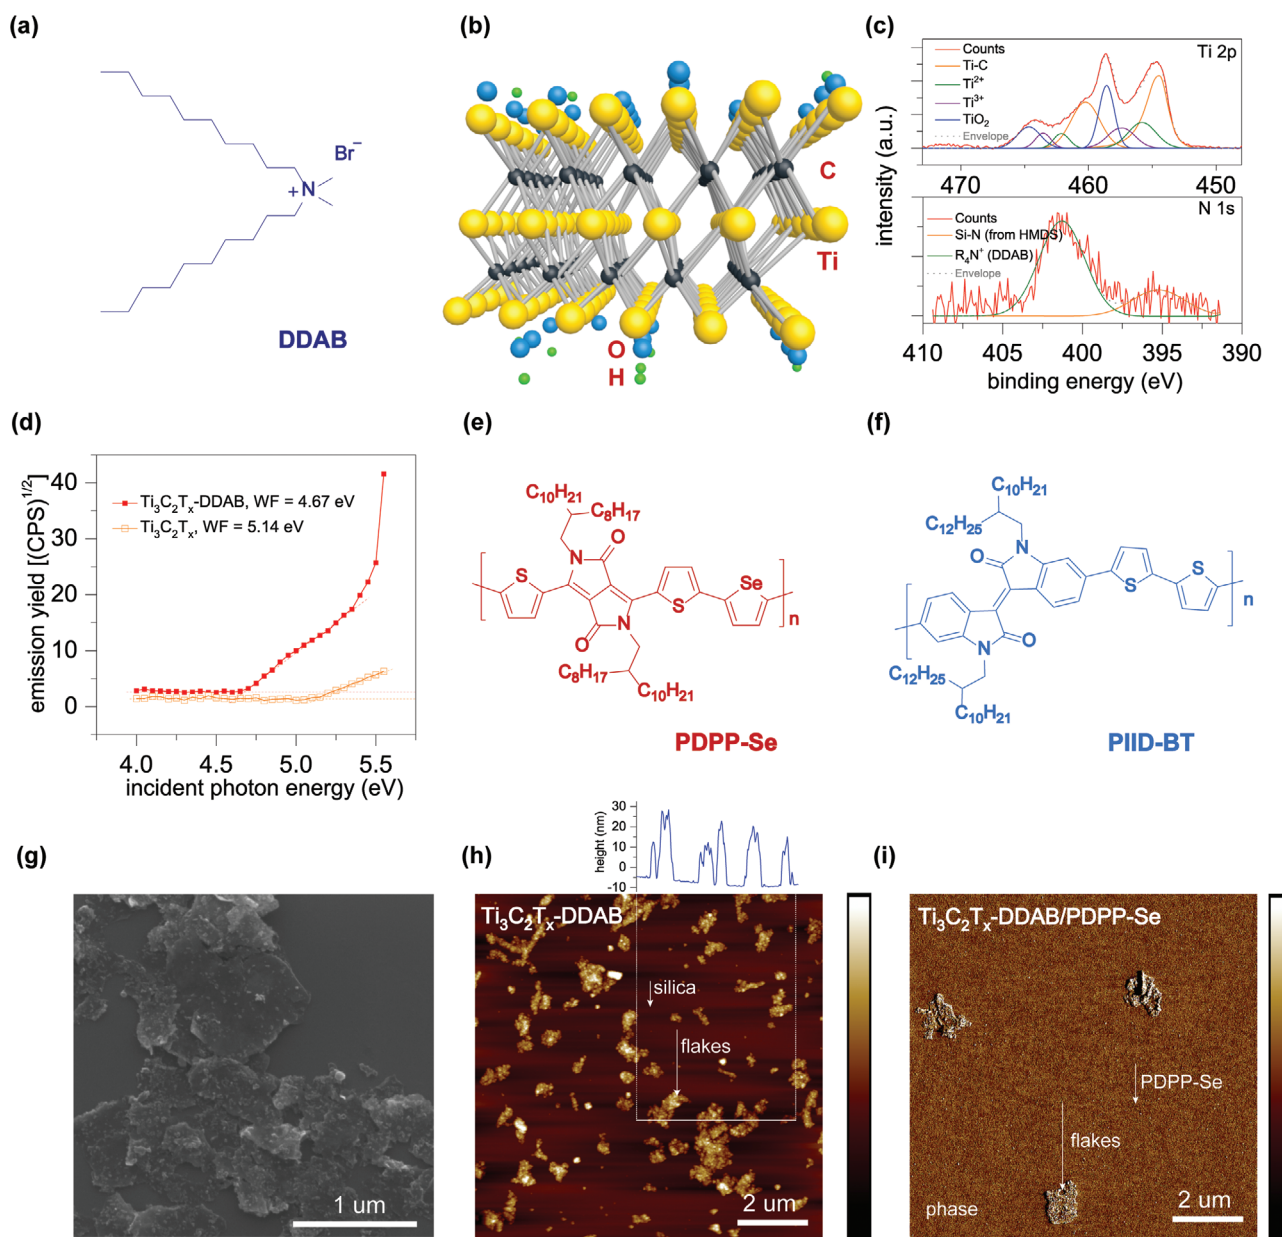 (a)
Br⁻
N
+
DDAB
(b)
C
Ti
O
H
(c)
Ti 2p
Counts
Ti-C
Ti²⁺
Ti³⁺
TiO₂
Envelope
470
460
450
N 1s
Counts
Si-N (from HMDS)
R₄N⁺ (DDAB)
Envelope
410
405
400
395
390
intensity (a.u.)
binding energy (eV)
(d)
40
30
20
10
0
emission yield [(CPS)¹ᐟ²
Ti₃C₂Tₓ-DDAB, WF = 4.67 eV
Ti₃C₂Tₓ, WF = 5.14 eV
4.0
4.5
5.0
5.5
incident photon energy (eV)
(e)
C₁₀H₂₁
C₈H₁₇
N
O
S
S
Se
n
O
N
C₈H₁₇
C₁₀H₂₁
PDPP-Se
(f)
C₁₀H₂₁
C₁₂H₂₅
N
O
S
S
n
O
N
C₁₂H₂₅
C₁₀H₂₁
PIID-BT
(g)
1 um
(h)
height (nm)
30
20
10
0
-10
Ti₃C₂Tₓ-DDAB
silica
flakes
2 um
(i)
Ti₃C₂Tₓ-DDAB/PDPP-Se
PDPP-Se
flakes
phase
2 um